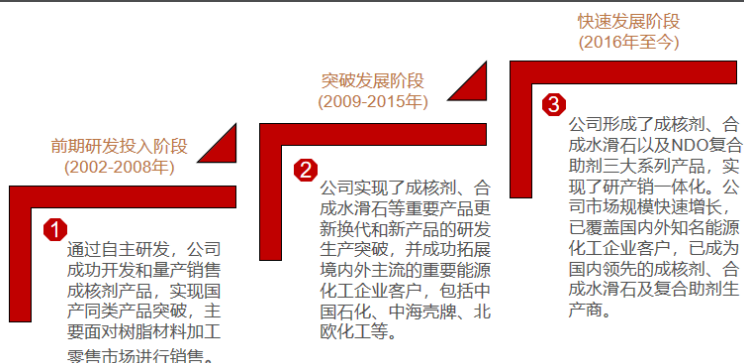 前期研发投入阶段
(2002-2008年)
1
通过自主研发，公司
成功开发和量产销售
成核剂产品，实现国
产同类产品突破，主
要面对树脂材料加工
零售市场进行销售。
突破发展阶段
(2009-2015年)
2
公司实现了成核剂、合
成水滑石等重要产品更
新换代和新产品的研发
生产突破，并成功拓展
境内外主流的重要能源
化工企业客户，包括中
国石化、中海壳牌、北
欧化工等。
快速发展阶段
(2016年至今)
3
公司形成了成核剂、合
成水滑石以及NDO复合
助剂三大系列产品，实
现了研产销一体化。公
司市场规模快速增长，
已覆盖国内外知名能源
化工企业客户，已成为
国内领先的成核剂、合
成水滑石及复合助剂生
产商。